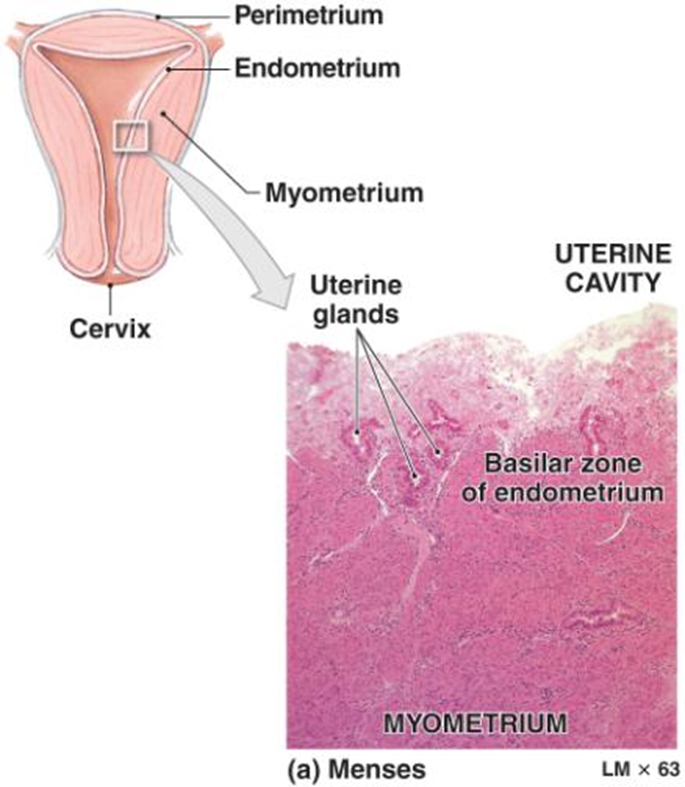 Perimetrium
Endometrium
Myometrium
Cervix
Uterine
glands
UTERINE
CAVITY
Basilar zone
of endometrium
MYOMETRIUM
(a) Menses
LM × 63